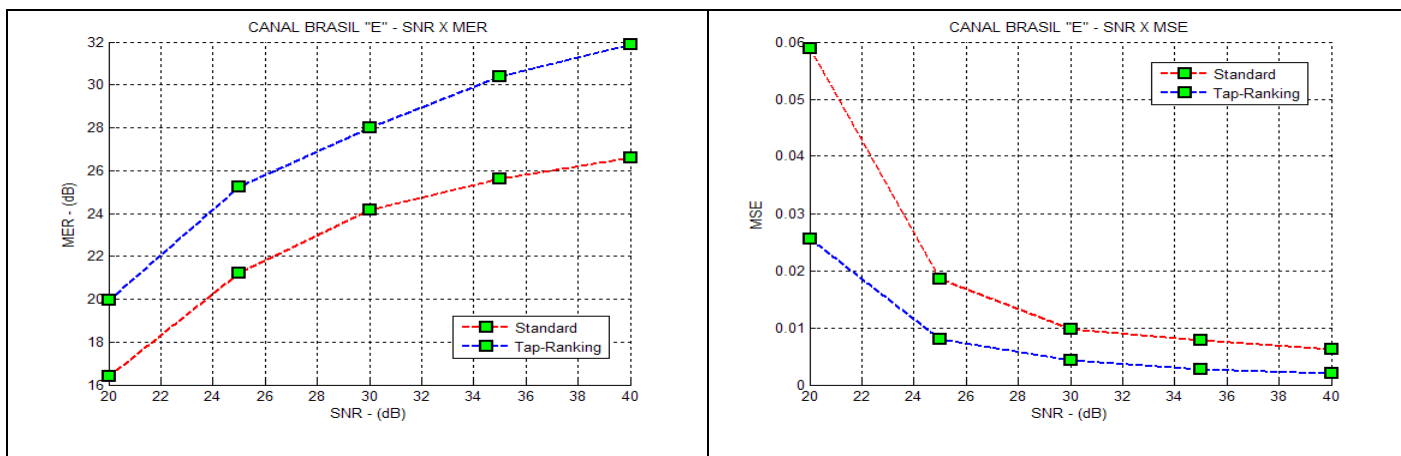 CANAL BRASIL "E" - SNR X MER
32
30
28
26
24
22
20
18
16
MER - (dB)
Standard
Tap-Ranking
20 22 24 26 28 30 32 34 36 38 40
SNR - (dB)
CANAL BRASIL "E" - SNR X MSE
0.06
0.05
0.04
0.03
0.02
0.01
0
MSE
Standard
Tap-Ranking
20 22 24 26 28 30 32 34 36 38 40
SNR - (dB)